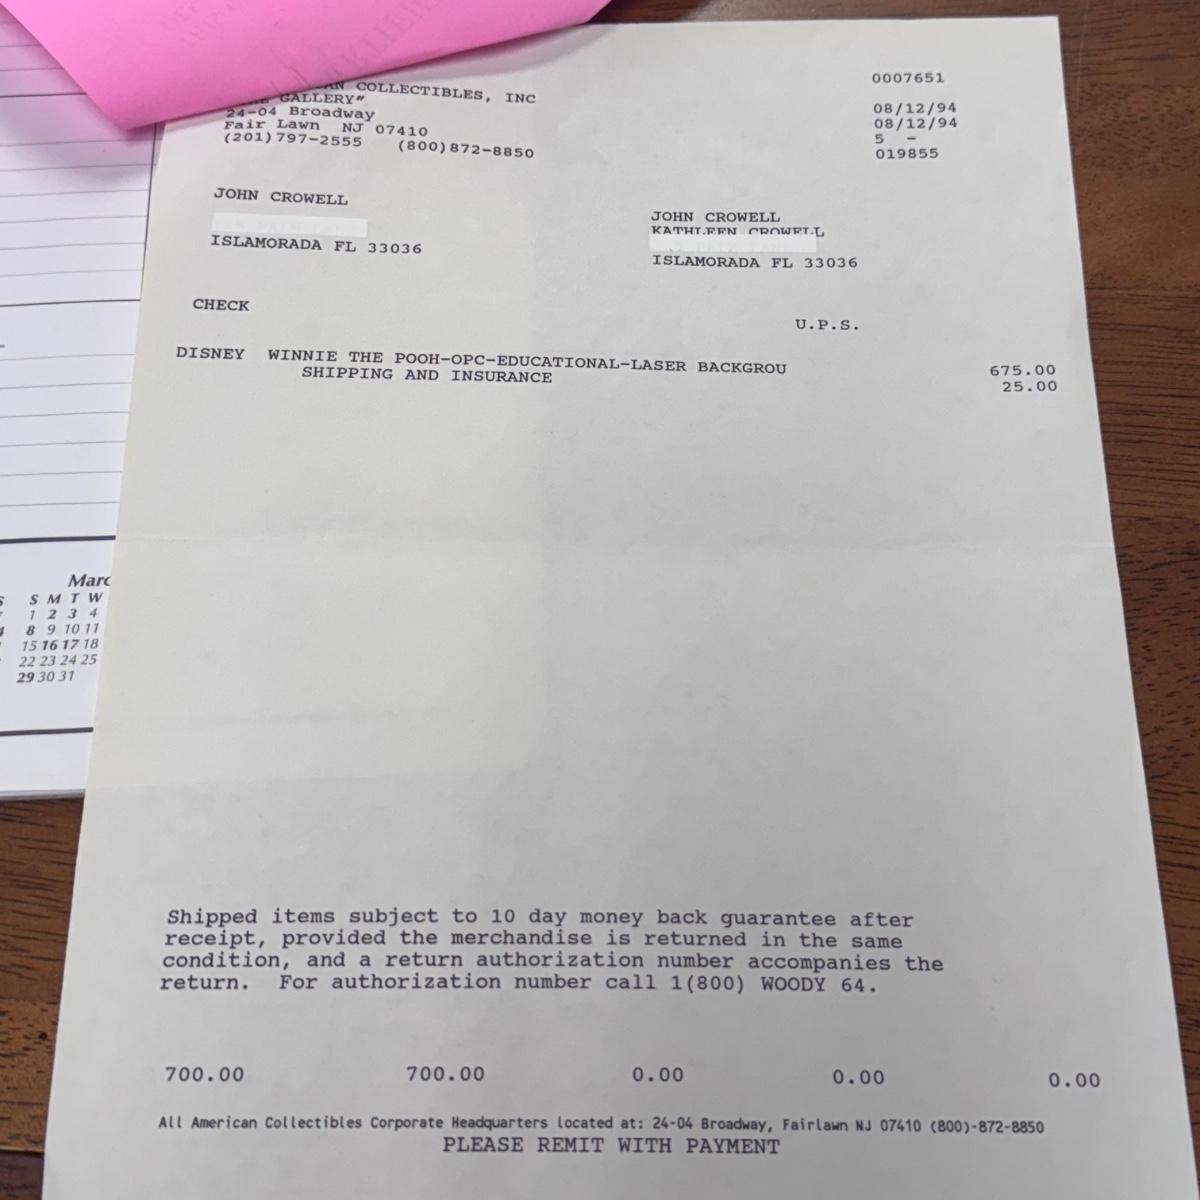 COLLECTIBLES, INC
GALLERY"
24-04 Broadway
Fair Lawn NJ 07410
(201)797-2555 (800)872-8850
0007651
08/12/94
08/12/94
5 -
019855
JOHN CROWELL
ISLAMORADA FL 33036
JOHN CROWELL
KATHLEEN CROWELL
ISLAMORADA FL 33036
CHECK
U.P.S.
DISNEY WINNIE THE POOH-OPC-EDUCATIONAL-LASER BACKGROU 675.00
SHIPPING AND INSURANCE 25.00
Marc
S M T W
1 2 3 4
8 9 10 11
15 16 17 18
22 23 24 25
29 30 31
Shipped items subject to 10 day money back guarantee after
receipt, provided the merchandise is returned in the same
condition, and a return authorization number accompanies the
return. For authorization number call 1(800) WOODY 64.
700.00 700.00 0.00 0.00 0.00
All American Collectibles Corporate Headquarters located at: 24-04 Broadway, Fairlawn NJ 07410 (800)-872-8850
PLEASE REMIT WITH PAYMENT